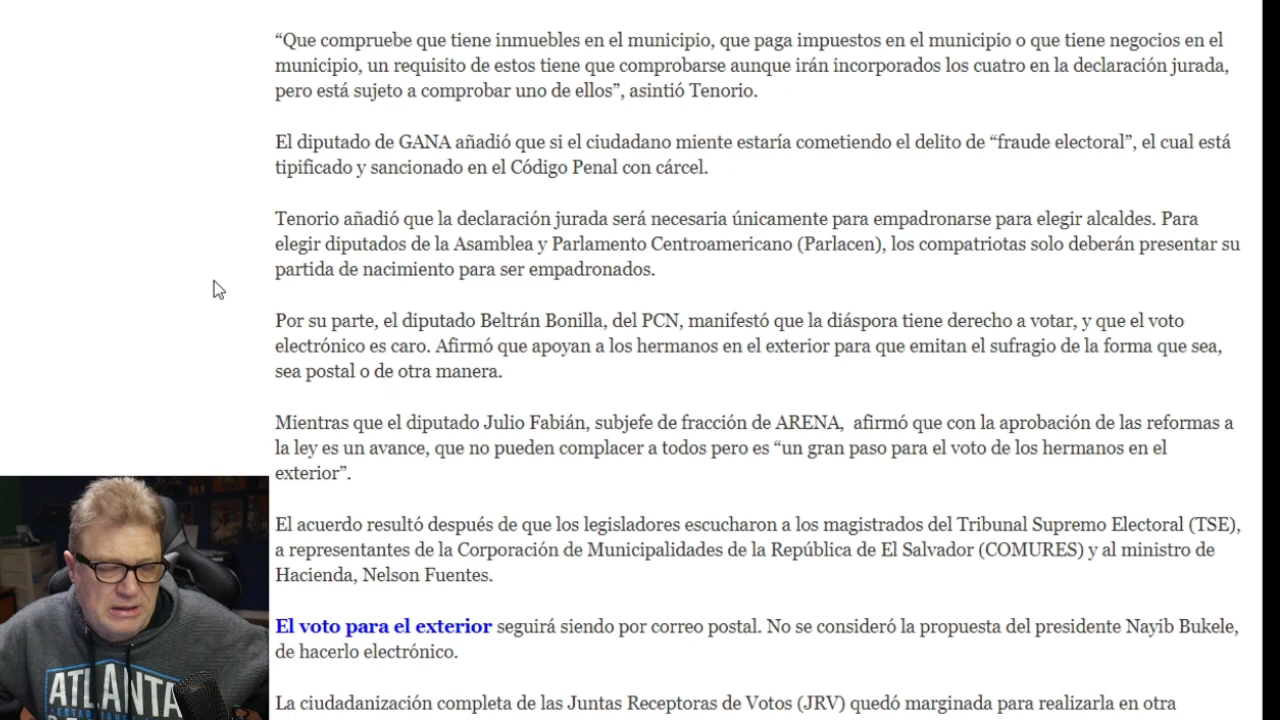 “Que compruebe que tiene inmuebles en el municipio, que paga impuestos en el municipio o que tiene negocios en el
municipio, un requisito de estos tiene que comprobarse aunque irán incorporados los cuatro en la declaración jurada,
pero está sujeto a comprobar uno de ellos”, asintió Tenorio.
El diputado de GANA añadió que si el ciudadano miente estaría cometiendo el delito de “fraude electoral”, el cual está
tipificado y sancionado en el Código Penal con cárcel.
Tenorio añadió que la declaración jurada será necesaria únicamente para empadronarse para elegir alcaldes. Para
elegir diputados de la Asamblea y Parlamento Centroamericano (Parlacen), los compatriotas solo deberán presentar su
partida de nacimiento para ser empadronados.
Por su parte, el diputado Beltrán Bonilla, del PCN, manifestó que la diáspora tiene derecho a votar, y que el voto
electrónico es caro. Afirmó que apoyan a los hermanos en el exterior para que emitan el sufragio de la forma que sea,
sea postal o de otra manera.
Mientras que el diputado Julio Fabián, subjefe de fracción de ARENA, afirmó que con la aprobación de las reformas a
la ley es un avance, que no pueden complacer a todos pero es “un gran paso para el voto de los hermanos en el
exterior”.
El acuerdo resultó después de que los legisladores escucharon a los magistrados del Tribunal Supremo Electoral (TSE),
a representantes de la Corporación de Municipalidades de la República de El Salvador (COMURES) y al ministro de
Hacienda, Nelson Fuentes.
El voto para el exterior seguirá siendo por correo postal. No se consideró la propuesta del presidente Nayib Bukele,
de hacerlo electrónico.
La ciudadanización completa de las Juntas Receptoras de Votos (JRV) quedó marginada para realizarla en otra
ATLANTA